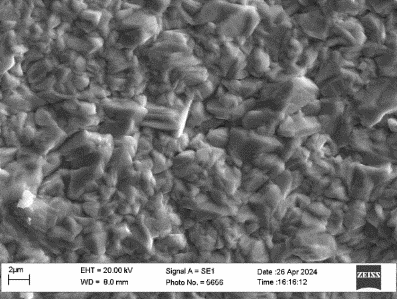 2µm
EHT = 20.00 kV
Signal A = SE1
Date :26 Apr 2024
WD = 8.0 mm
Photo No. = 5656
Time :16:16:12
ZEISS